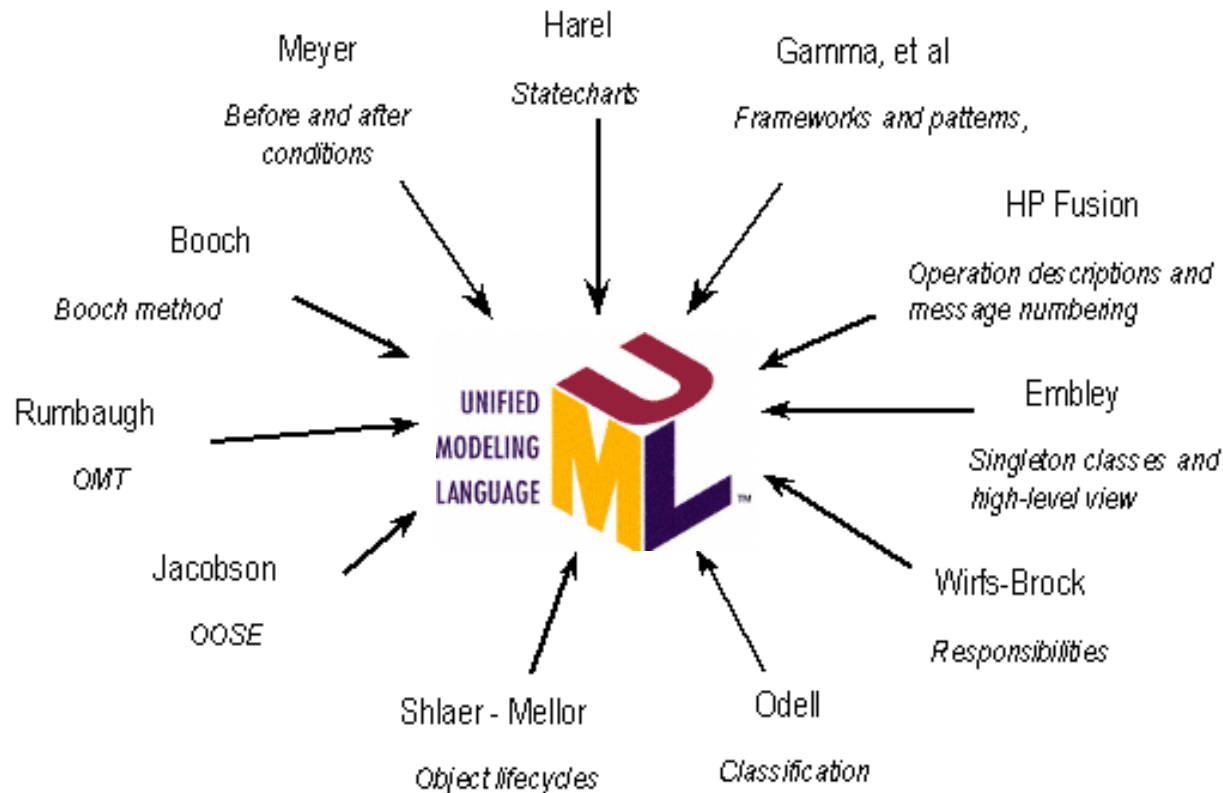 Harel
Meyer
Gamma, et al
Statecharts
Before and after
conditions
Frameworks and patterns,
HP Fusion
Booch
Operation descriptions and
message numbering
Booch method
UNIFIED
MODELING
LANGUAGE
UML
™
Embley
Singleton classes and
high-level view
Rumbaugh
OMT
Jacobson
OOSE
Wirfs-Brock
Responsibilities
Shlaer - Mellor
Object lifecycles
Odell
Classification